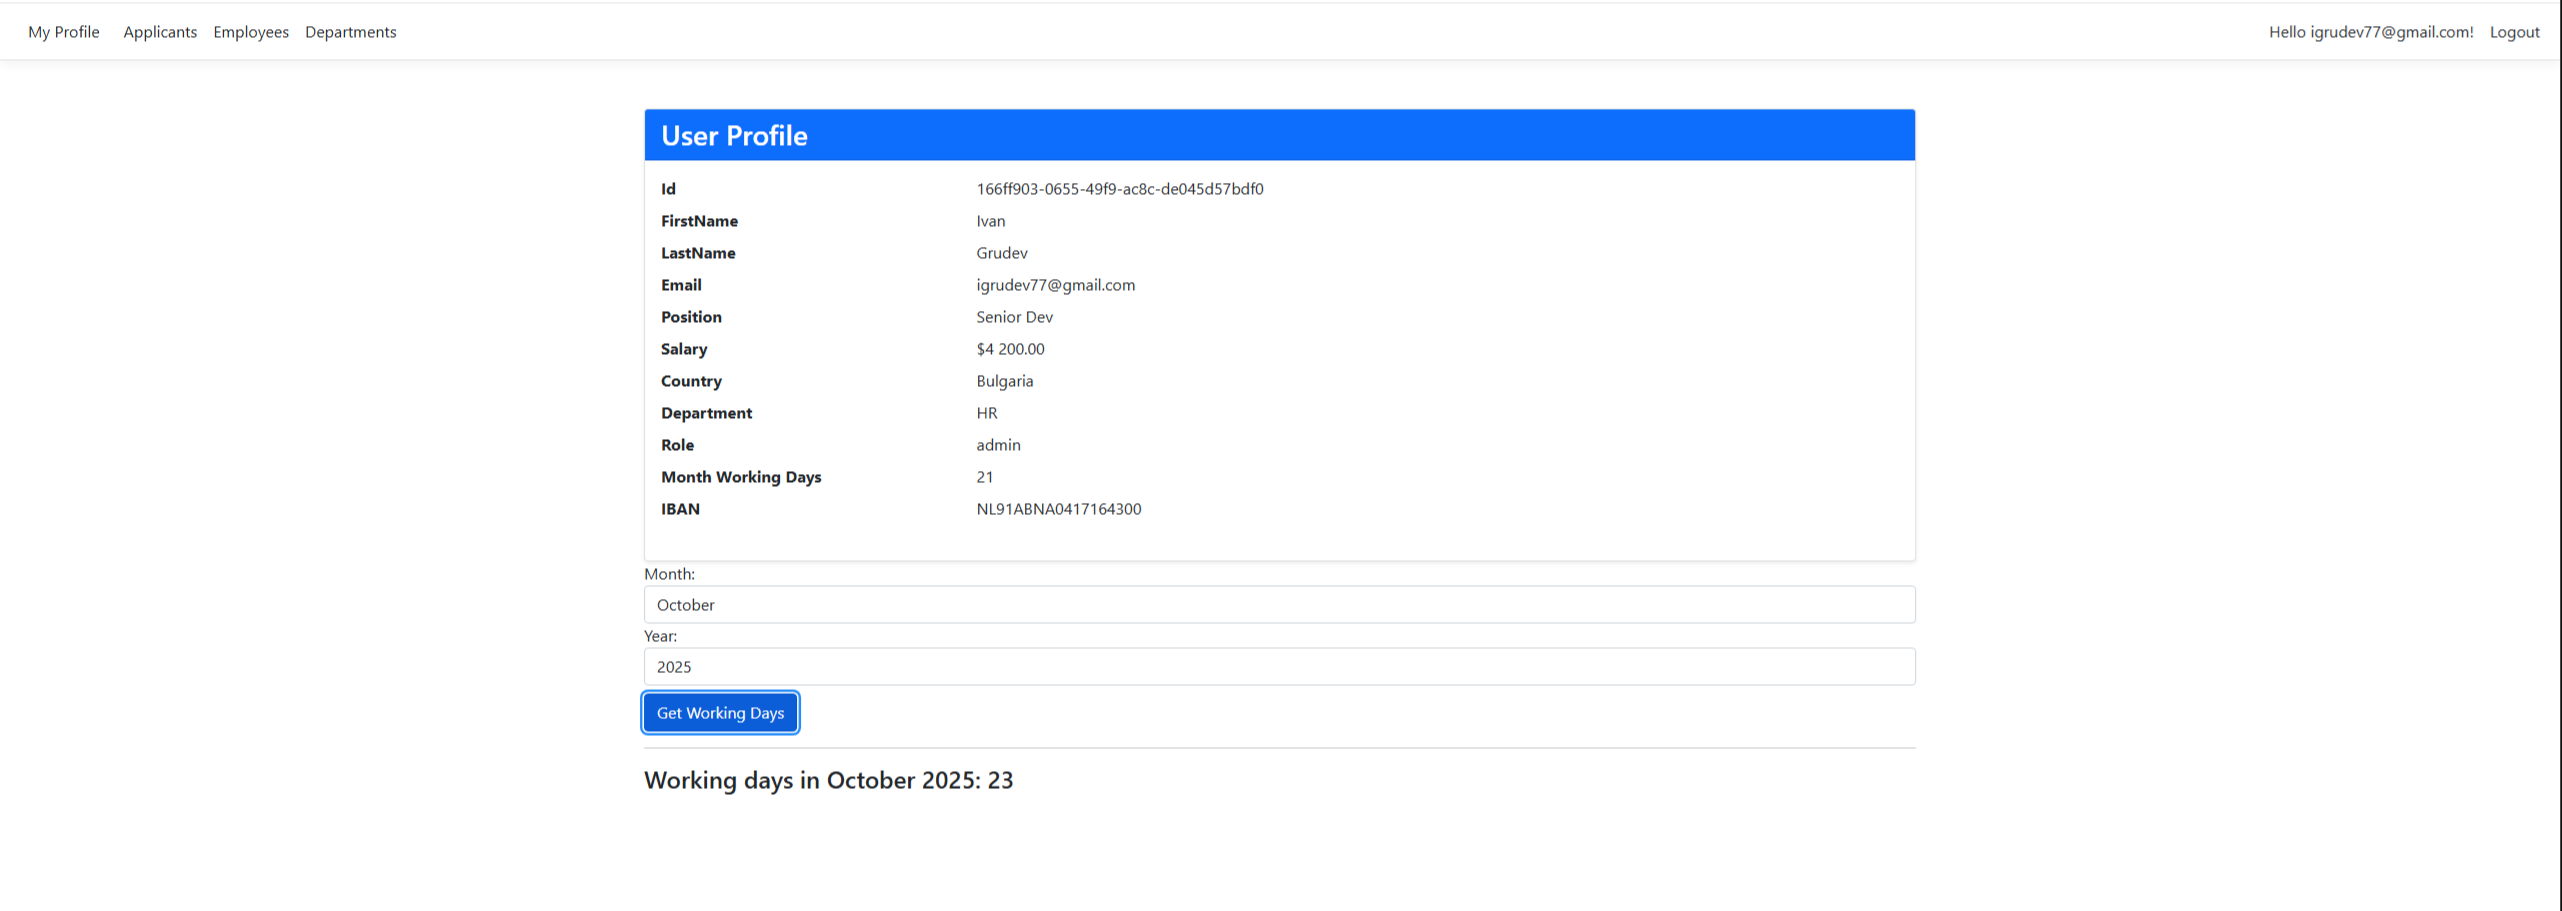 My Profile Applicants Employees Departments Hello igrudev77@gmail.com! Logout
User Profile
Id 166ff903-0655-49f9-ac8c-de045d57bdf0
FirstName Ivan
LastName Grudev
Email igrudev77@gmail.com
Position Senior Dev
Salary $4 200.00
Country Bulgaria
Department HR
Role admin
Month Working Days 21
IBAN NL91ABNA0417164300
Month:
October
Year:
2025
Get Working Days
Working days in October 2025: 23